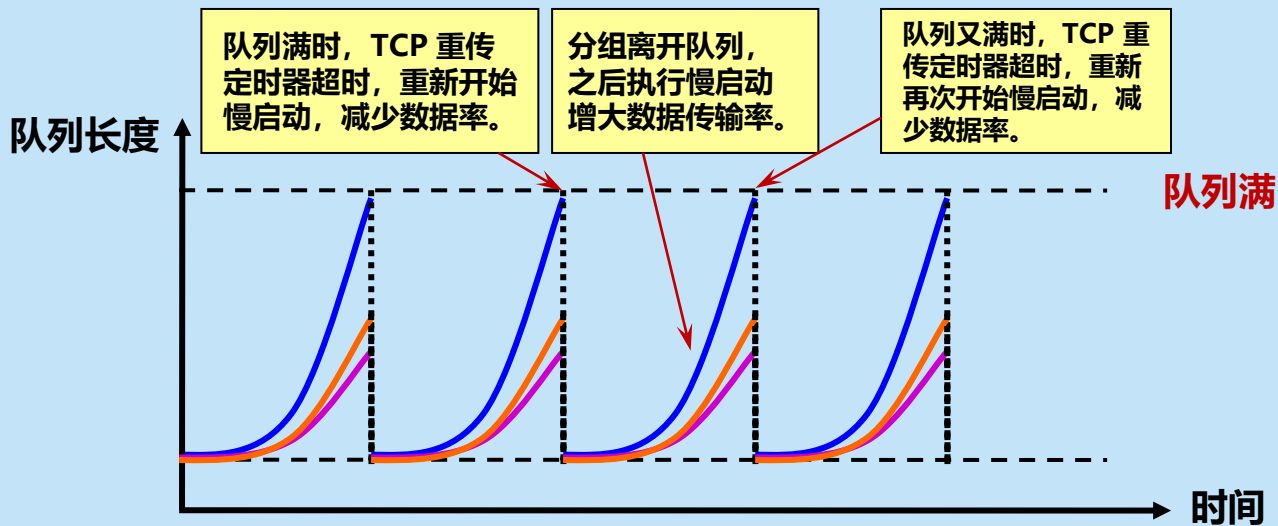 队列满时，TCP 重传
定时器超时，重新开始
慢启动，减少数据率。
分组离开队列，
之后执行慢启动
增大数据传输率。
队列又满时，TCP 重
传定时器超时，重新
再次开始慢启动，减
少数据率。
队列长度
队列满
时间